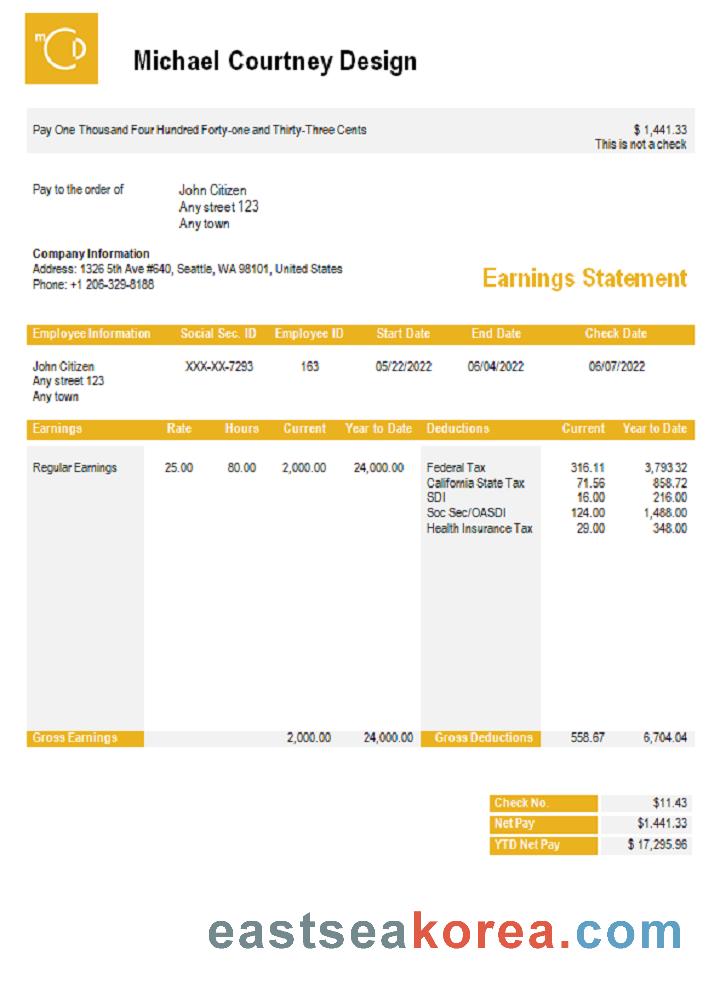 mCD
Michael Courtney Design
Pay One Thousand Four Hundred Forty-one and Thirty-Three Cents $ 1,441.33
This is not a check
Pay to the order of John Citizen
Any street 123
Any town
Company Information
Address: 1326 5th Ave #640, Seattle, WA 98101, United States
Phone: +1 206-329-8188
Earnings Statement
Employee Information Social Sec. ID Employee ID Start Date End Date Check Date
John Citizen XXX-XX-7293 163 05/22/2022 06/04/2022 06/07/2022
Any street 123
Any town
Earnings Rate Hours Current Year to Date Deductions Current Year to Date
Regular Earnings 25.00 80.00 2,000.00 24,000.00 Federal Tax 316.11 3,793 32
California State Tax 71.56 858.72
SDI 16.00 216.00
Soc Sec/OASDI 124.00 1,488.00
Health Insurance Tax 29.00 348.00
Gross Earnings 2,000.00 24,000.00 Gross Deductions 558.67 6,704.04
Check No. $11.43
Net Pay $1.441.33
YTD Net Pay $ 17,295.96
eastseakorea.com